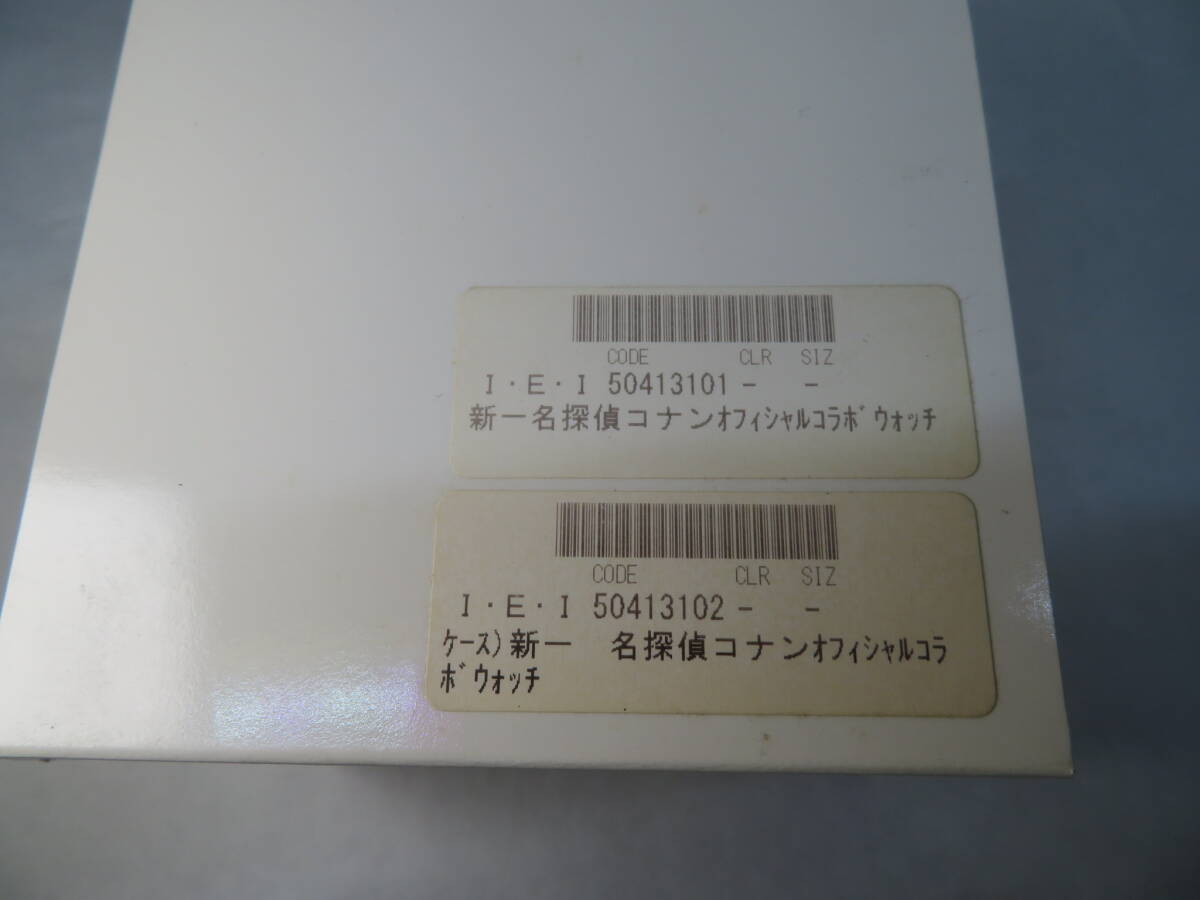 CODE CLR SIZ
I・E・I 50413101 - -
新一名探偵コナンｵﾌｨｼｬﾙｺﾗﾎﾞｳｫｯﾁ
CODE CLR SIZ
I・E・I 50413102 - -
ｹｰｽ)新一　名探偵コナンｵﾌｨｼｬﾙｺﾗ
ﾎﾞｳｫｯﾁ